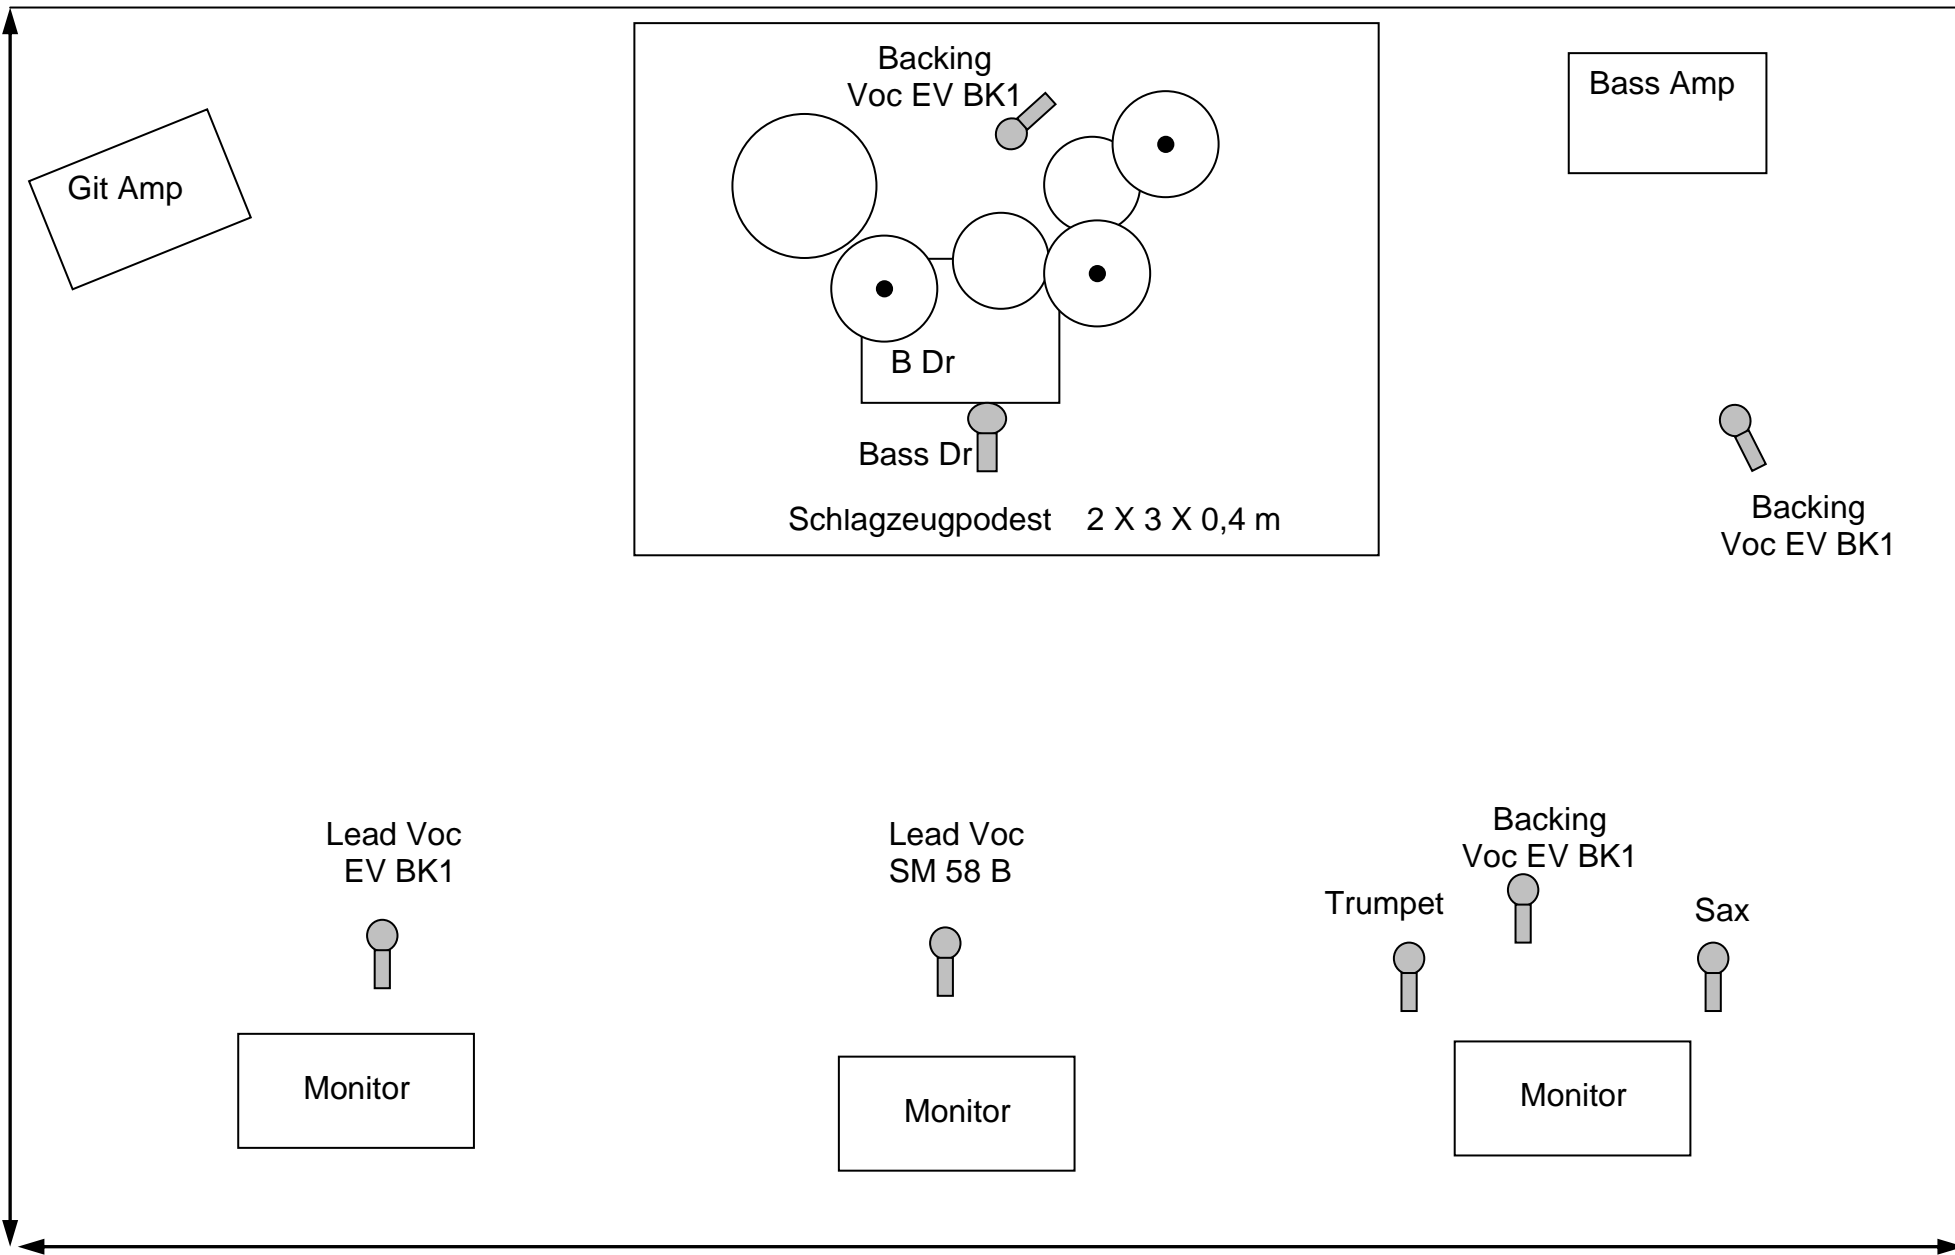 Backing
Voc EV BK1
Bass Amp
Git Amp
B Dr
Bass Dr
Schlagzeugpodest 2 X 3 X 0,4 m
Backing
Voc EV BK1
Lead Voc
EV BK1
Lead Voc
SM 58 B
Backing
Voc EV BK1
Trumpet
Sax
Monitor
Monitor
Monitor